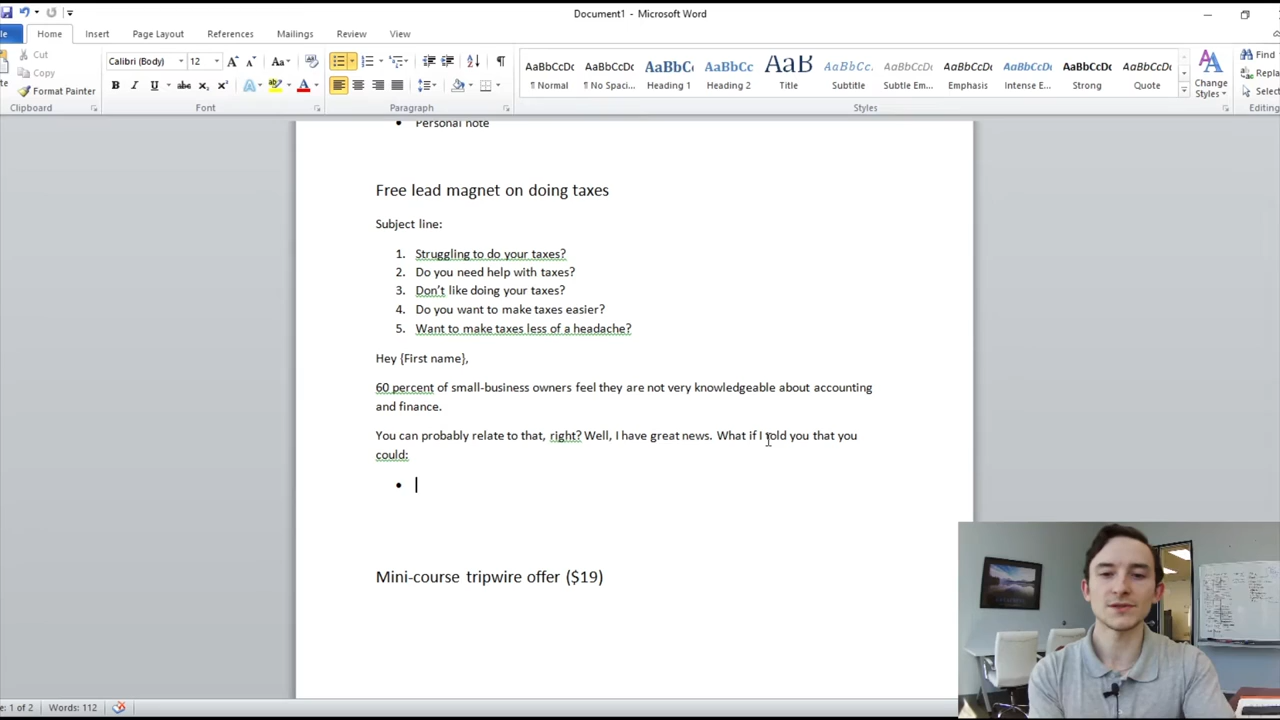 Document1 - Microsoft Word
Home Insert Page Layout References Mailings Review View
Cut
Copy
Format Painter
Clipboard
Calibri (Body) 12
Font
Paragraph
AaBbCcDc AaBbCcDc AaBbC AaBbCc AaB AaBbCc. AaBbCcDc AaBbCcDc AaBbCcDc AaBbCcDc AaBbCcDc
¶ Normal ¶ No Spaci... Heading 1 Heading 2 Title Subtitle Subtle Em... Emphasis Intense E... Strong Quote
Styles
Change
Styles
Find
Repla
Select
Editing
Personal note
Free lead magnet on doing taxes
Subject line:
1. Struggling to do your taxes?
2. Do you need help with taxes?
3. Don’t like doing your taxes?
4. Do you want to make taxes easier?
5. Want to make taxes less of a headache?
Hey {First name},
60 percent of small-business owners feel they are not very knowledgeable about accounting
and finance.
You can probably relate to that, right? Well, I have great news. What if I told you that you
could:
Mini-course tripwire offer ($19)
e: 1 of 2 Words: 112